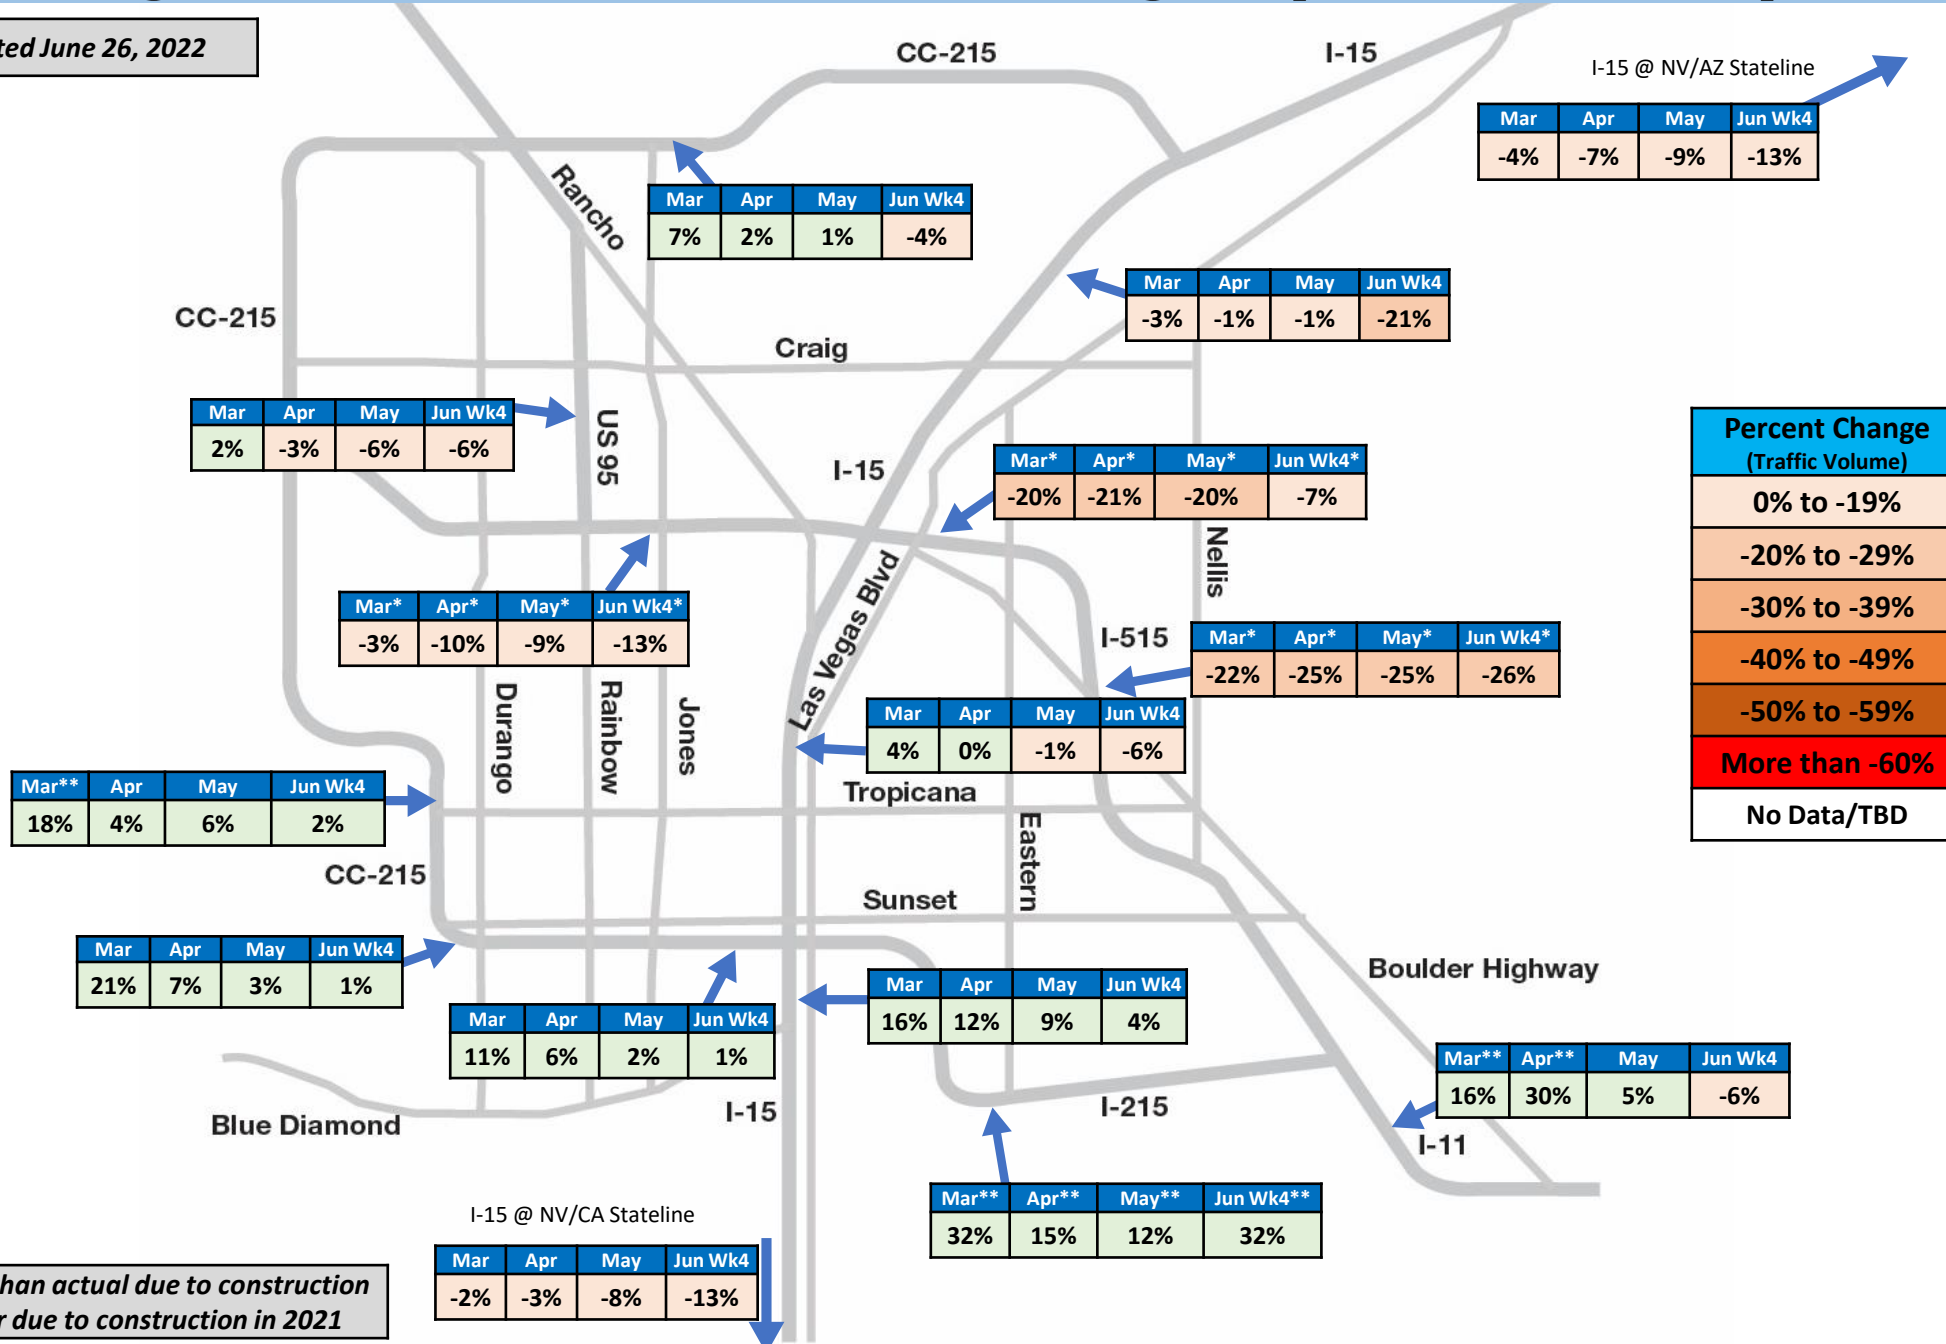 June 26, 2022
CC-215
I-15
I-15 @ NV/AZ Stateline
Mar Apr May Jun Wk4
-4% -7% -9% -13%
Rancho
Mar Apr May Jun Wk4
7% 2% 1% -4%
Mar Apr May Jun Wk4
-3% -1% -1% -21%
CC-215
Craig
Mar Apr May Jun Wk4
2% -3% -6% -6%
US 95
I-15
Mar* Apr* May* Jun Wk4*
-20% -21% -20% -7%
Percent Change
(Traffic Volume)
0% to -19%
-20% to -29%
-30% to -39%
-40% to -49%
-50% to -59%
More than -60%
No Data/TBD
Nellis
Las Vegas Blvd
Mar* Apr* May* Jun Wk4*
-3% -10% -9% -13%
I-515
Mar* Apr* May* Jun Wk4*
-22% -25% -25% -26%
Durango
Rainbow
Jones
Mar Apr May Jun Wk4
4% 0% -1% -6%
Mar** Apr May Jun Wk4
18% 4% 6% 2%
Tropicana
Eastern
CC-215
Sunset
Mar Apr May Jun Wk4
21% 7% 3% 1%
Boulder Highway
Mar Apr May Jun Wk4
16% 12% 9% 4%
Mar Apr May Jun Wk4
11% 6% 2% 1%
Mar** Apr** May Jun Wk4
16% 30% 5% -6%
Blue Diamond
I-15
I-215
I-11
Mar** Apr** May** Jun Wk4**
32% 15% 12% 32%
I-15 @ NV/CA Stateline
Mar Apr May Jun Wk4
-2% -3% -8% -13%
than actual due to construction
due to construction in 2021